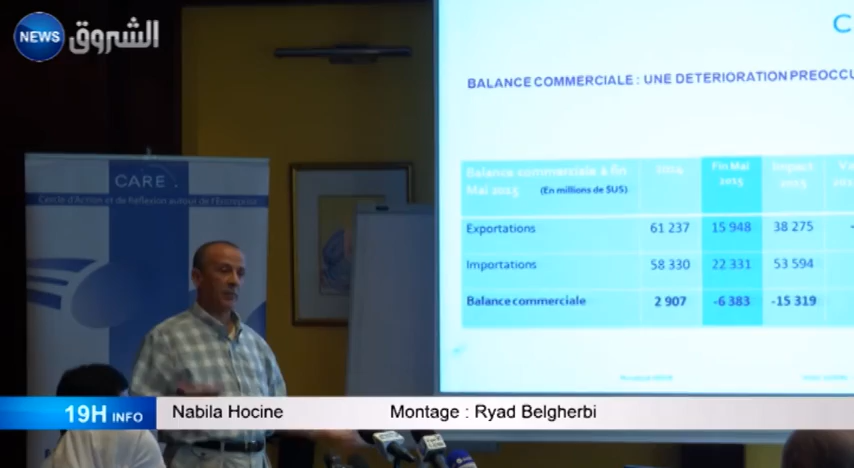 NEWS الشروق
C
BALANCE COMMERCIALE : UNE DETERIORATION PREOCCU
Balance commerciale à fin Mai 2015 (En millions de $US) 2014 Fin Mai 2015 Impact 2015
Exportations 61 237 15 948 38 275
Importations 58 330 22 331 53 594
Balance commerciale 2 907 -6 383 -15 319
CARE.
Cercle d'Action et de Réflexion autour de l'Entreprise
19H INFO Nabila Hocine Montage : Ryad Belgherbi